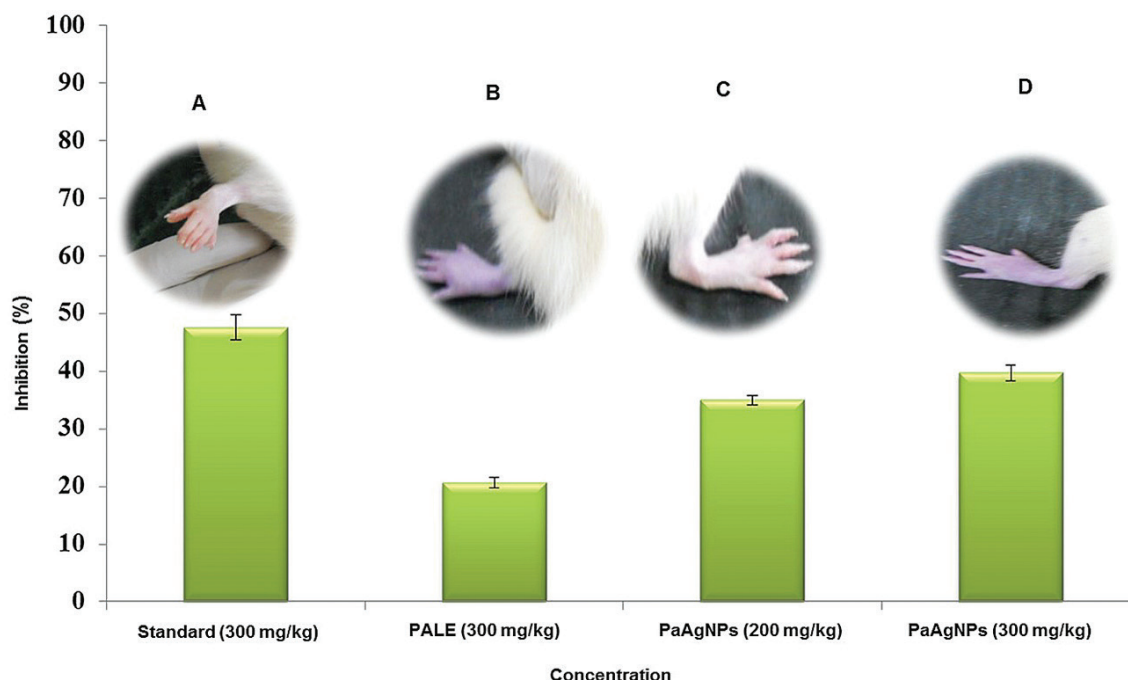 100
90
80
70
60
50
40
30
20
10
0
Inhibition (%)
A
B
C
D
Standard (300 mg/kg)
PALE (300 mg/kg)
PaAgNPs (200 mg/kg)
PaAgNPs (300 mg/kg)
Concentration